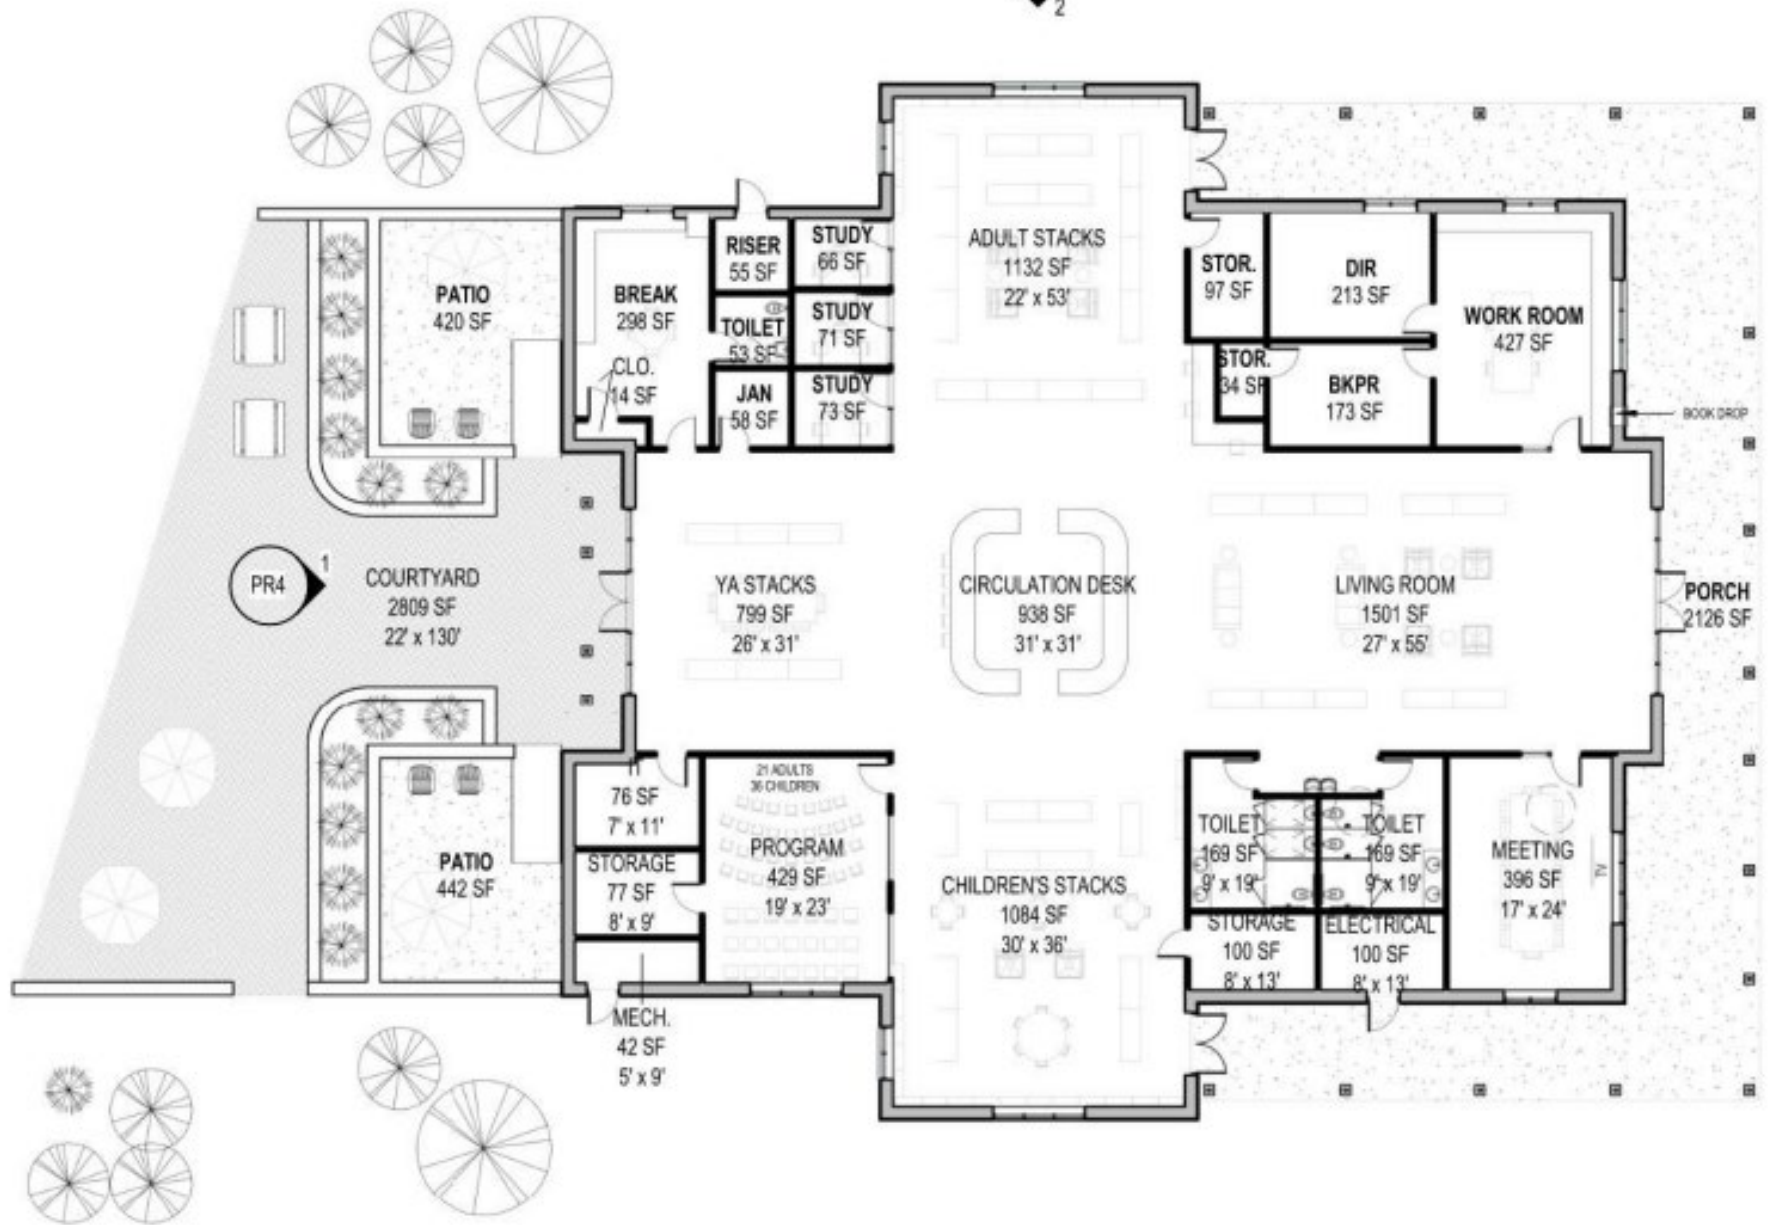 2
RISER
55 SF
STUDY
66 SF
ADULT STACKS
1132 SF
22' x 53'
STOR.
97 SF
DIR
213 SF
PATIO
420 SF
BREAK
298 SF
TOILET
53 SF
STUDY
71 SF
WORK ROOM
427 SF
CLO.
14 SF
JAN
58 SF
STUDY
73 SF
STOR.
34 SF
BKPR
173 SF
BOOK DROP
PR4
1
COURTYARD
2809 SF
22' x 130'
YA STACKS
799 SF
26' x 31'
CIRCULATION DESK
938 SF
31' x 31'
LIVING ROOM
1501 SF
27' x 55'
PORCH
2126 SF
76 SF
7' x 11'
21 ADULTS
36 CHILDREN
PATIO
442 SF
STORAGE
77 SF
8' x 9'
PROGRAM
429 SF
19' x 23'
CHILDREN'S STACKS
1084 SF
30' x 36'
TOILET
169 SF
9' x 19'
TOILET
169 SF
9' x 19'
MEETING
396 SF
17' x 24'
TV
STORAGE
100 SF
8' x 13'
ELECTRICAL
100 SF
8' x 13'
MECH.
42 SF
5' x 9'